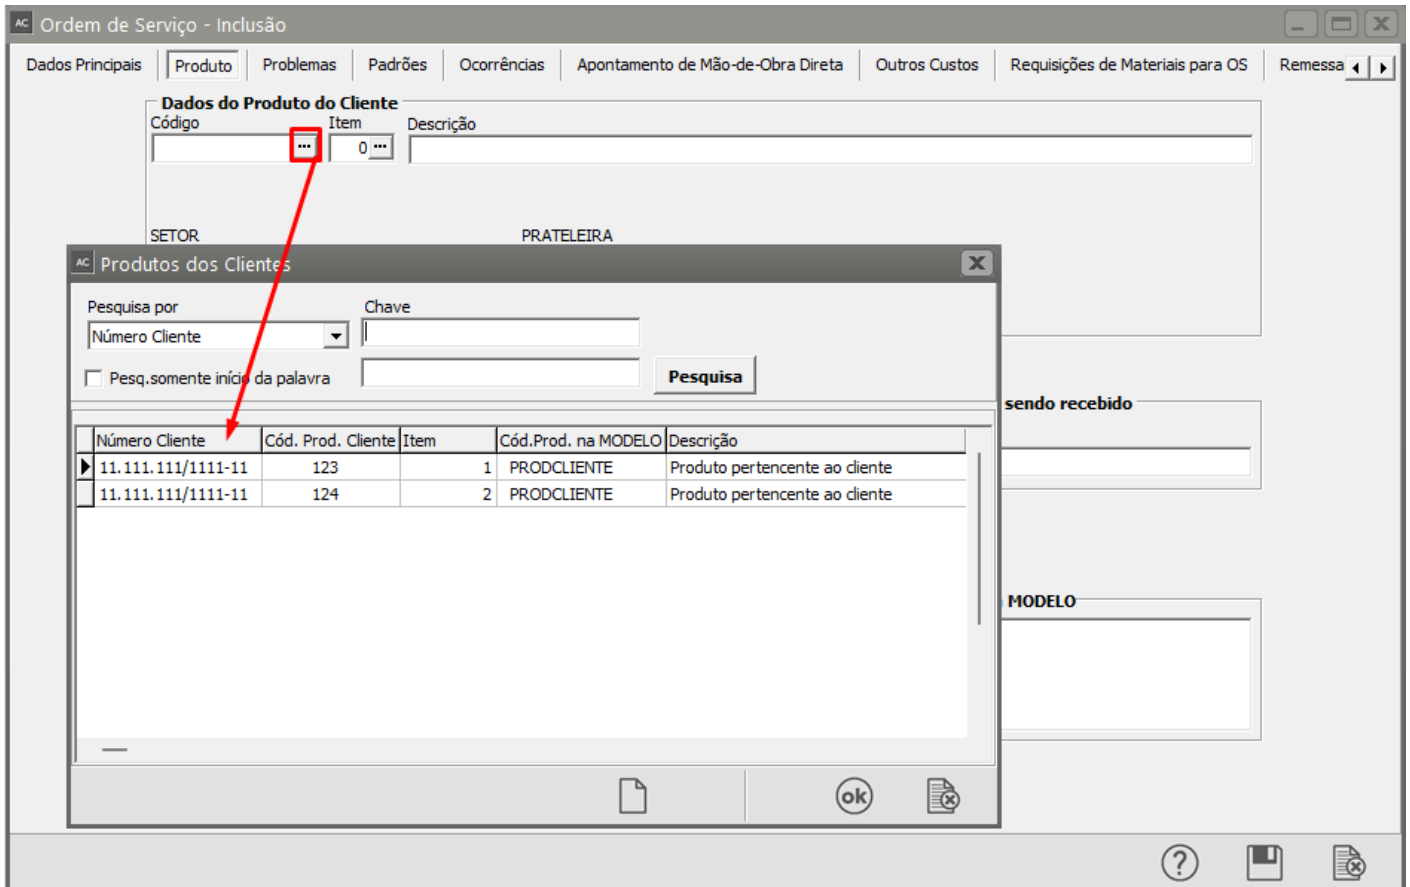 AC Ordem de Serviço - Inclusão
Dados Principais Produto Problemas Padrões Ocorrências Apontamento de Mão-de-Obra Direta Outros Custos Requisições de Materiais para OS Remessa
Dados do Produto do Cliente
Código Item Descrição
... 0 ...
SETOR PRATELEIRA
AC Produtos dos Clientes
Pesquisa por Chave
Número Cliente
Pesq.somente início da palavra Pesquisa
sendo recebido
Número Cliente Cód. Prod. Cliente Item Cód.Prod. na MODELO Descrição
11.111.111/1111-11 123 1 PRODCLIENTE Produto pertencente ao cliente
11.111.111/1111-11 124 2 PRODCLIENTE Produto pertencente ao cliente
MODELO
ok
?